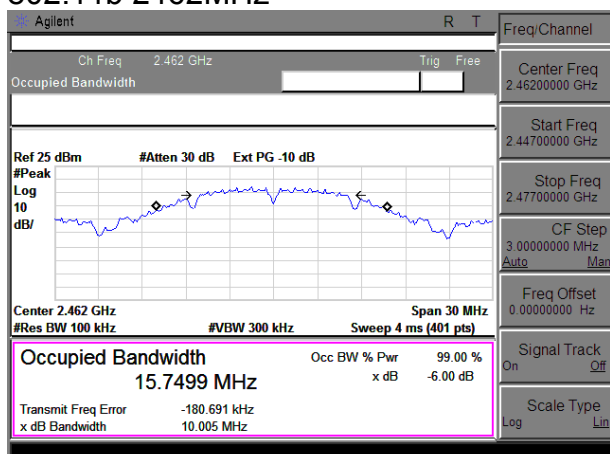 802.11b 2462MHz
Agilent R T
Ch Freq 2.462 GHz Trig Free
Occupied Bandwidth
Ref 25 dBm #Atten 30 dB Ext PG -10 dB
#Peak
Log
10
dB/
Center 2.462 GHz Span 30 MHz
#Res BW 100 kHz #VBW 300 kHz Sweep 4 ms (401 pts)
Occupied Bandwidth
15.7499 MHz
Occ BW % Pwr 99.00 %
x dB -6.00 dB
Transmit Freq Error -180.691 kHz
x dB Bandwidth 10.005 MHz
Freq/Channel
Center Freq
2.46200000 GHz
Start Freq
2.44700000 GHz
Stop Freq
2.47700000 GHz
CF Step
3.00000000 MHz
Auto Man
Freq Offset
0.00000000 Hz
Signal Track
On Off
Scale Type
Log Lin